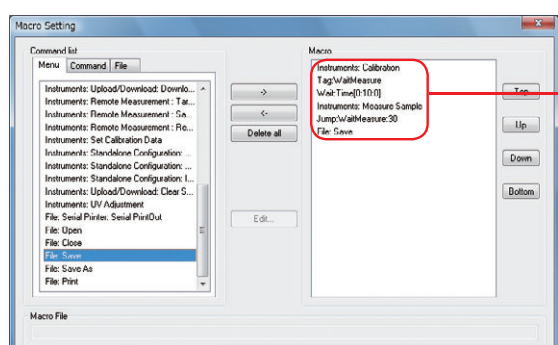 Macro Setting
Command list
Menu Command File
Instruments: Upload/Download: Downlo...
Instruments: Remote Measurement : Tar...
Instruments: Remote Measurement : Sa...
Instruments: Remote Measurement : Re...
Instruments: Set Calibration Data
Instruments: Standalone Configuration: ...
Instruments: Standalone Configuration: ...
Instruments: Standalone Configuration: I...
Instruments: Upload/Download: Clear S...
Instruments: UV Adjustment
File: Serial Printer: Serial PrintOut
File: Open
File: Close
File: Save
File: Save As
File: Print
->
<-
Delete all
Edit...
Macro
Instruments: Calibration
Tag:WaitMeasure
Wait:Time[0:10:0]
Instruments: Measure Sample
Jump:WaitMeasure:30
File: Save
Top
Up
Down
Bottom
Macro File